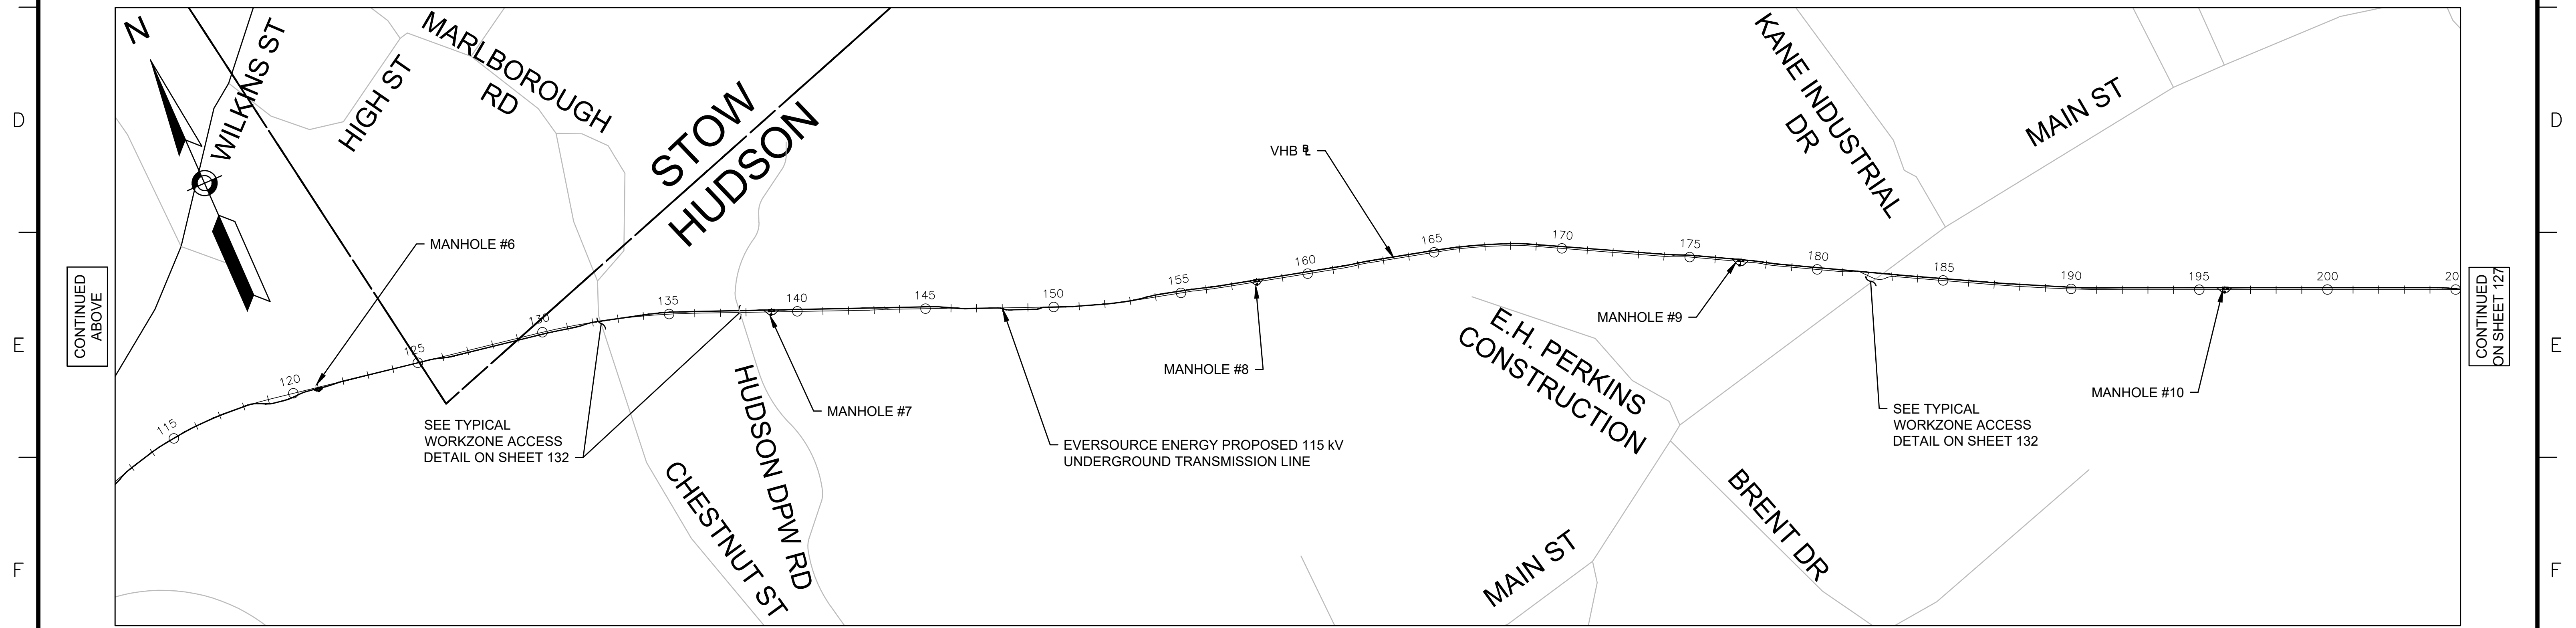 N
WILKINS ST
HIGH ST
MARLBOROUGH
RD
STOW
HUDSON
KANE INDUSTRIAL
DR
MAIN ST
D
D
VHB
MANHOLE #6
CONTINUED
ABOVE
115
120
125
130
135
140
145
150
155
160
165
170
175
180
185
190
195
200
20
CONTINUED
ON SHEET 127
E
E
MANHOLE #7
MANHOLE #8
MANHOLE #9
MANHOLE #10
SEE TYPICAL
WORKZONE ACCESS
DETAIL ON SHEET 132
HUDSON DPW RD
CHESTNUT ST
EVERSOURCE ENERGY PROPOSED 115 kV
UNDERGROUND TRANSMISSION LINE
E.H. PERKINS
CONSTRUCTION
SEE TYPICAL
WORKZONE ACCESS
DETAIL ON SHEET 132
BRENT DR
MAIN ST
F
F